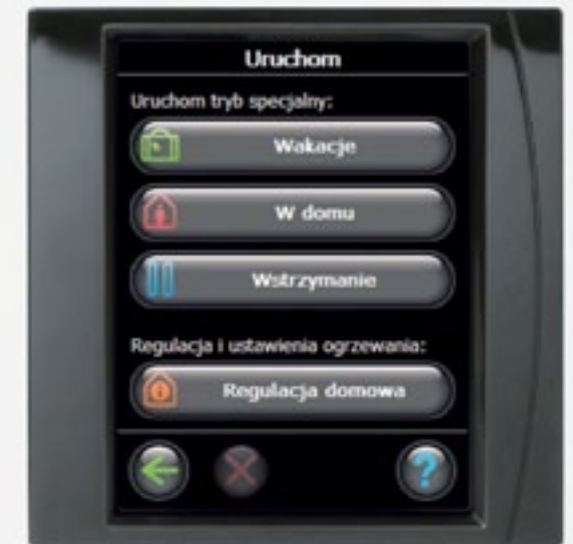 Uruchom
Uruchom tryb specjalny:
Wakacje
W domu
Wstrzymanie
Regulacja i ustawienia ogrzewania:
Regulacja domowa
?